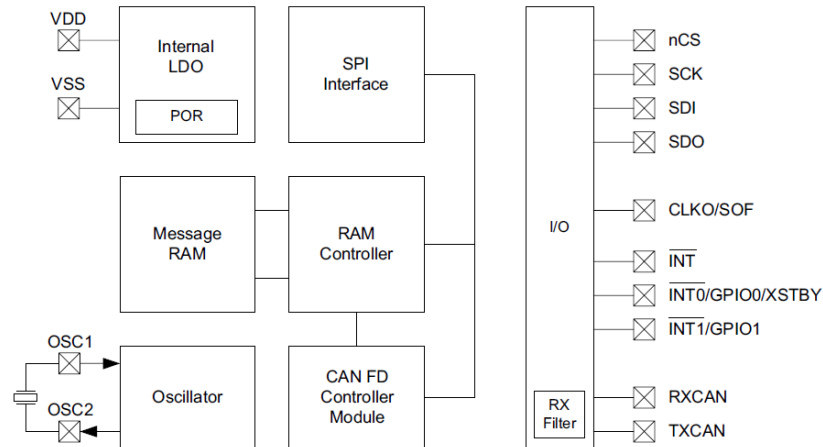 VDD
VSS
Internal
LDO
POR
SPI
Interface
Message
RAM
RAM
Controller
OSC1
OSC2
Oscillator
CAN FD
Controller
Module
I/O
RX
Filter
nCS
SCK
SDI
SDO
CLKO/SOF
INT
INT0/GPIO0/XSTBY
INT1/GPIO1
RXCAN
TXCAN